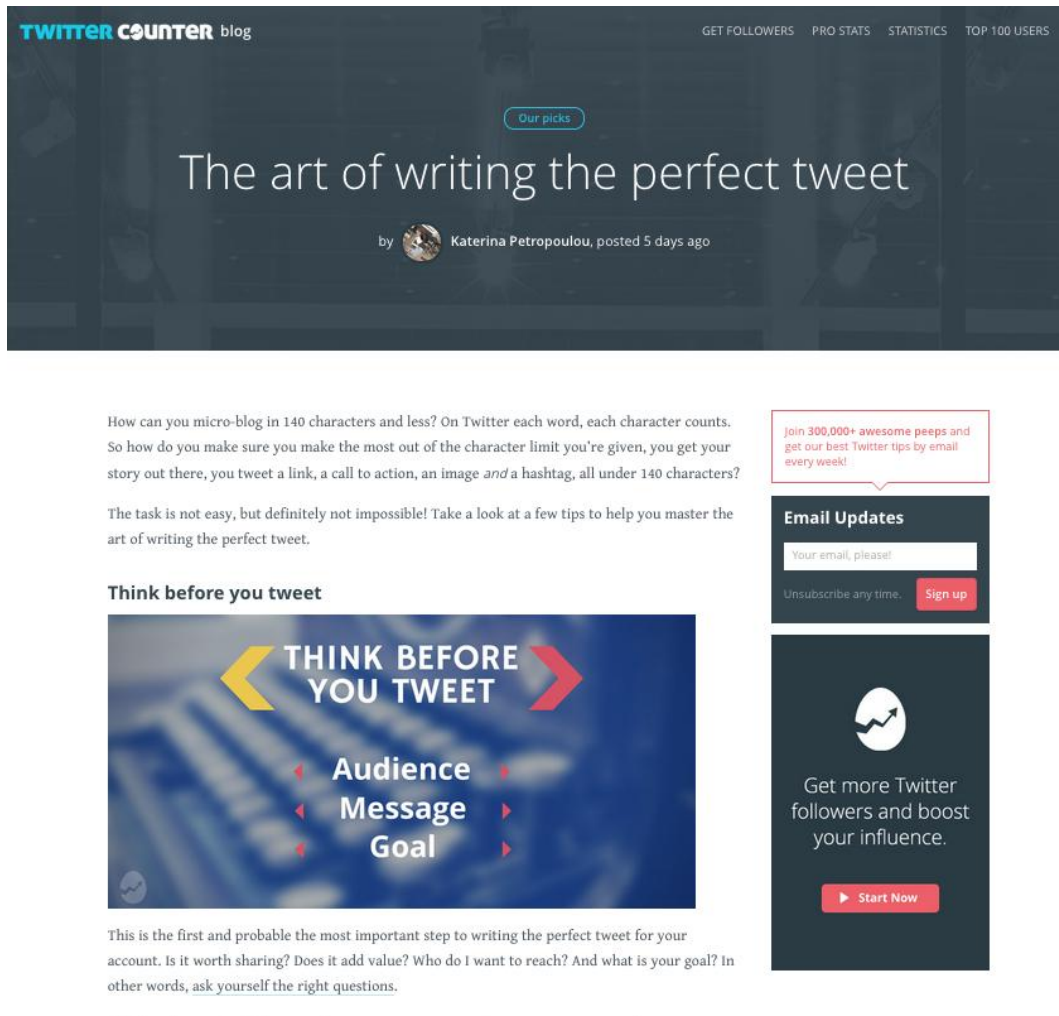 TWITTER COUNTER blog
GET FOLLOWERS PRO STATS STATISTICS TOP 100 USERS
Our picks
The art of writing the perfect tweet
by Katerina Petropoulou, posted 5 days ago
How can you micro-blog in 140 characters and less? On Twitter each word, each character counts.
So how do you make sure you make the most out of the character limit you're given, you get your
story out there, you tweet a link, a call to action, an image and a hashtag, all under 140 characters?
The task is not easy, but definitely not impossible! Take a look at a few tips to help you master the
art of writing the perfect tweet.
Think before you tweet
THINK BEFORE
YOU TWEET
Audience
Message
Goal
This is the first and probable the most important step to writing the perfect tweet for your
account. Is it worth sharing? Does it add value? Who do I want to reach? And what is your goal? In
other words, ask yourself the right questions.
Join 300,000+ awesome peeps and
get our best Twitter tips by email
every week!
Email Updates
Your email, please!
Unsubscribe any time. Sign up
Get more Twitter
followers and boost
your influence.
Start Now